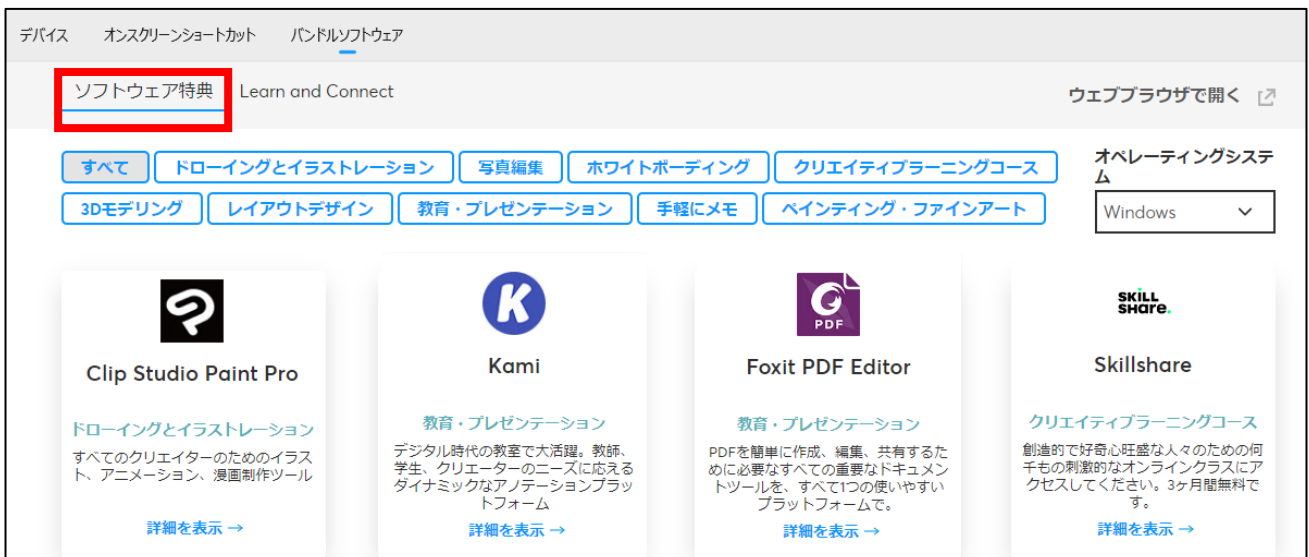 デバイス オンスクリーンショートカット バンドルソフトウェア
ソフトウェア特典 Learn and Connect ウェブブラウザで開く
すべて ドローイングとイラストレーション 写真編集 ホワイトボーディング クリエイティブラーニングコース
3Dモデリング レイアウトデザイン 教育・プレゼンテーション 手軽にメモ ペインティング・ファインアート
オペレーティングシステ
ム
Windows
Clip Studio Paint Pro
ドローイングとイラストレーション
すべてのクリエイターのためのイラス
ト、アニメーション、漫画制作ツール
詳細を表示 →
K
Kami
教育・プレゼンテーション
デジタル時代の教室で大活躍。教師、
学生、クリエーターのニーズに応える
ダイナミックなアノテーションプラッ
トフォーム
詳細を表示 →
G
PDF
Foxit PDF Editor
教育・プレゼンテーション
PDFを簡単に作成、編集、共有するた
めに必要なすべての重要なドキュメン
トツールを、すべて1つの使いやすい
プラットフォームで。
詳細を表示 →
SKILL
SHare.
Skillshare
クリエイティブラーニングコース
創造的で好奇心旺盛な人々のための何
千もの刺激的なオンラインクラスにア
クセスしてください。3ヶ月間無料で
す。
詳細を表示 →